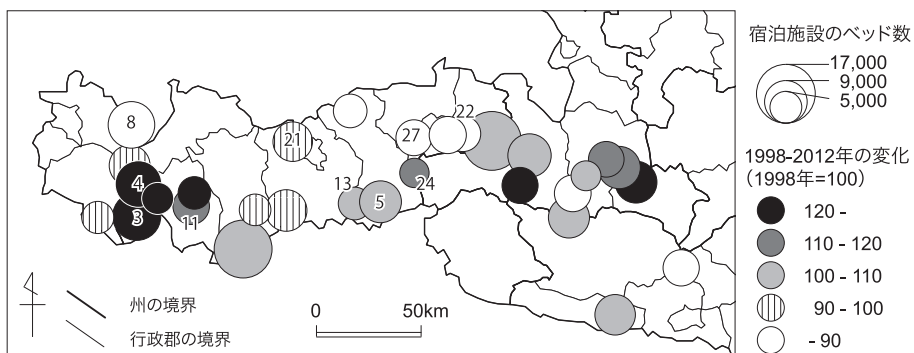 宿泊施設のベッド数
17,000
9,000
5,000
1998-2012年の変化
（1998年=100）
120 -
110 - 120
100 - 110
90 - 100
- 90
8
4
3
11
21
13
5
27
22
24
州の境界
行政郡の境界
0 50km